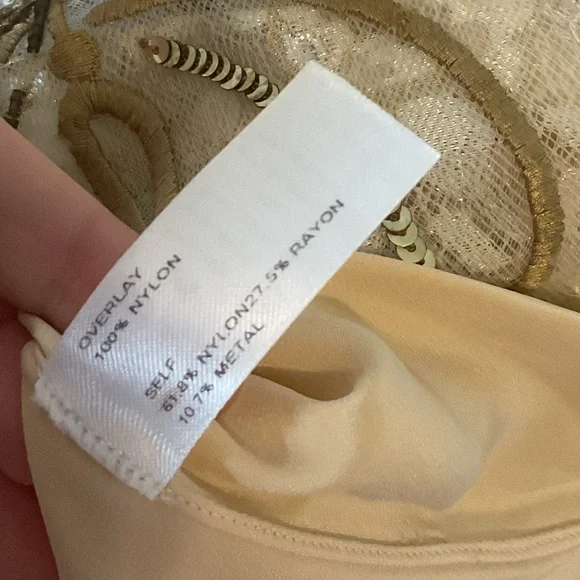 OVERLAY
100% NYLON
SELF
61.8% NYLON27.5% RAYON
10.7% METAL